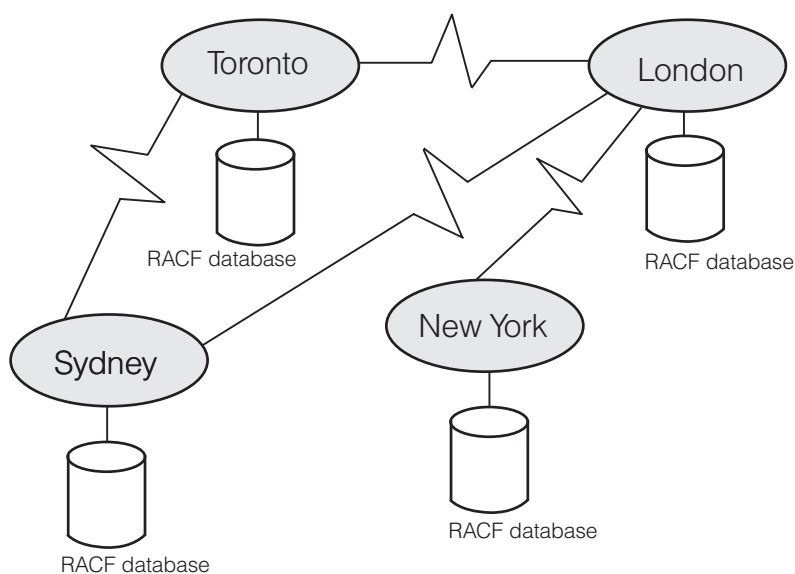 Toronto
London
RACF database
RACF database
New York
Sydney
RACF database
RACF database